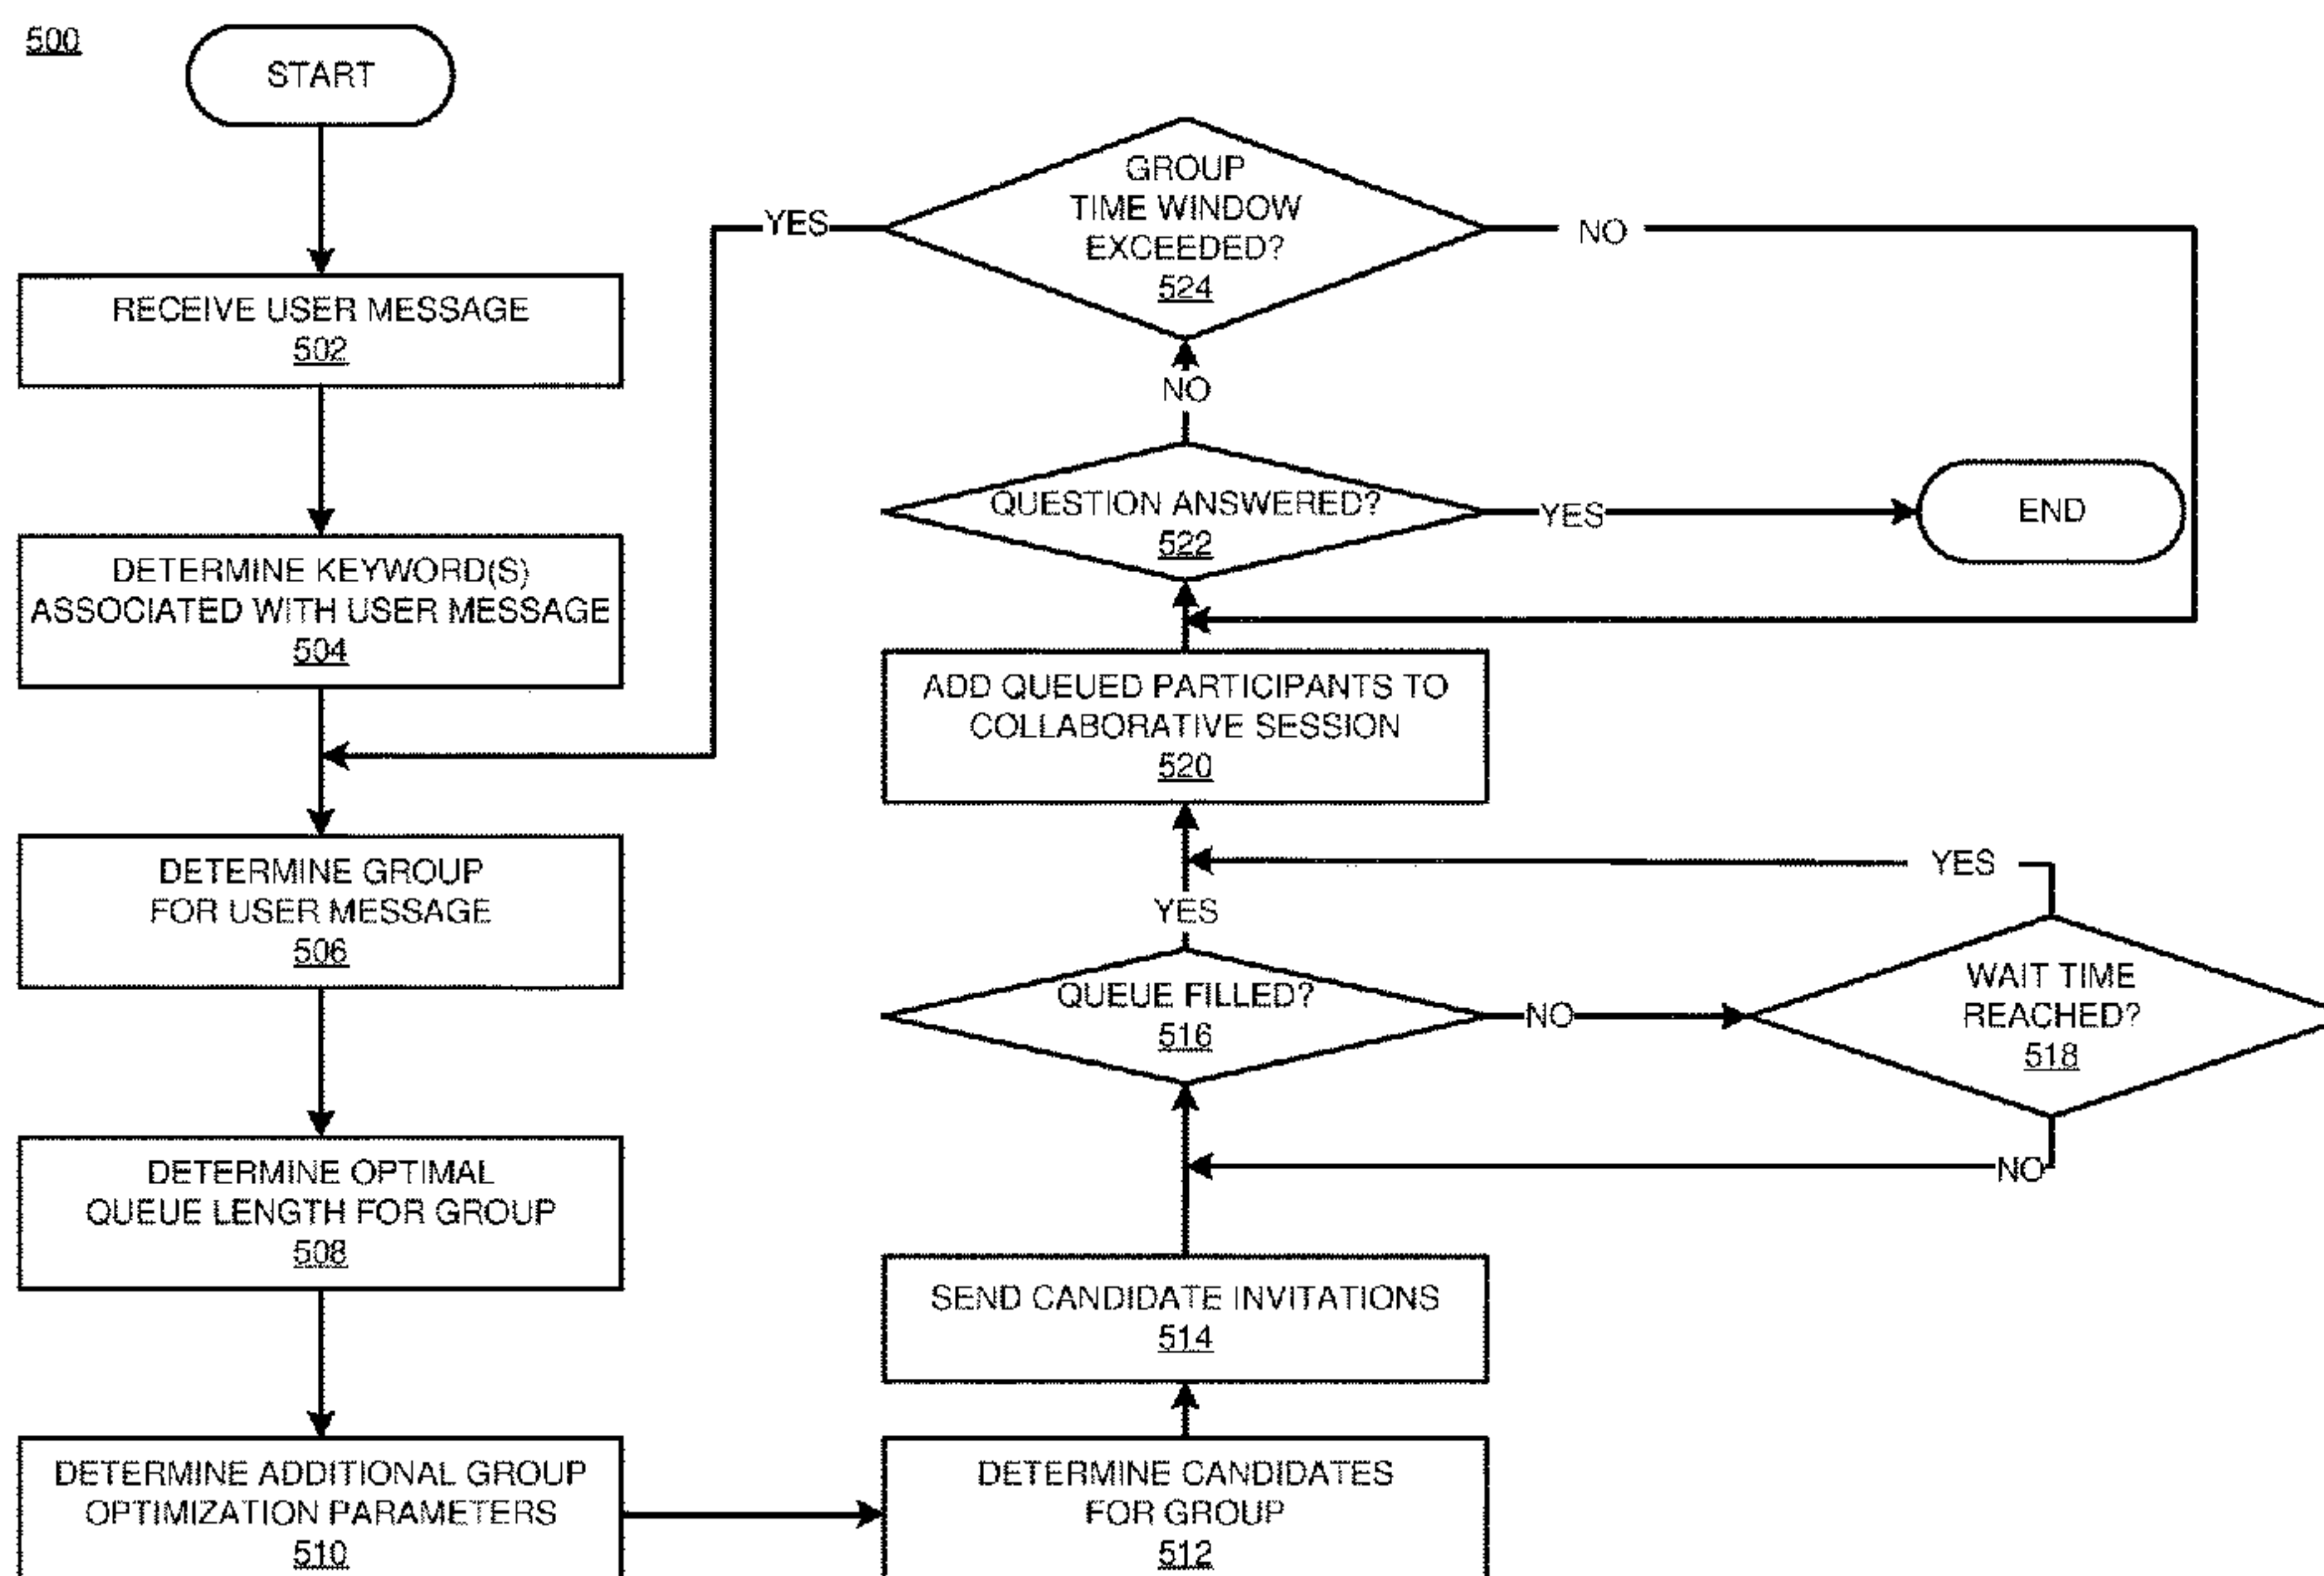 500
START
RECEIVE USER MESSAGE
502
DETERMINE KEYWORD(S)
ASSOCIATED WITH USER MESSAGE
504
DETERMINE GROUP
FOR USER MESSAGE
506
DETERMINE OPTIMAL
QUEUE LENGTH FOR GROUP
508
DETERMINE ADDITIONAL GROUP
OPTIMIZATION PARAMETERS
510
DETERMINE CANDIDATES
FOR GROUP
512
SEND CANDIDATE INVITATIONS
514
QUEUE FILLED?
516
NO
WAIT TIME
REACHED?
518
NO
YES
YES
ADD QUEUED PARTICIPANTS TO
COLLABORATIVE SESSION
520
QUESTION ANSWERED?
522
YES
END
NO
GROUP
TIME WINDOW
EXCEEDED?
524
YES
NO